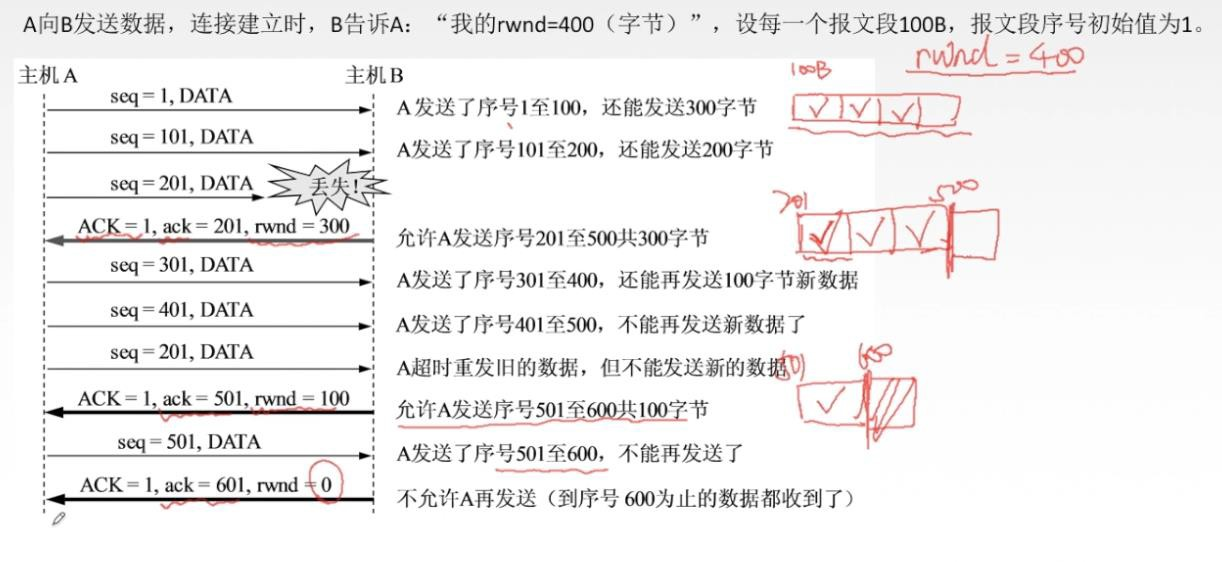 A向B发送数据，连接建立时，B告诉A：“我的rwnd=400（字节）”，设每一个报文段100B，报文段序号初始值为1。
rwnd = 400
主机A 主机B 100B
seq = 1, DATA A发送了序号1至100，还能发送300字节
seq = 101, DATA A发送了序号101至200，还能发送200字节
seq = 201, DATA 丢失!
201 500
ACK = 1, ack = 201, rwnd = 300 允许A发送序号201至500共300字节
seq = 301, DATA A发送了序号301至400，还能再发送100字节新数据
seq = 401, DATA A发送了序号401至500，不能再发送新数据了
seq = 201, DATA A超时重发旧的数据，但不能发送新的数据
501 600
ACK = 1, ack = 501, rwnd = 100 允许A发送序号501至600共100字节
seq = 501, DATA A发送了序号501至600，不能再发送了
ACK = 1, ack = 601, rwnd = 0 不允许A再发送（到序号 600为止的数据都收到了）